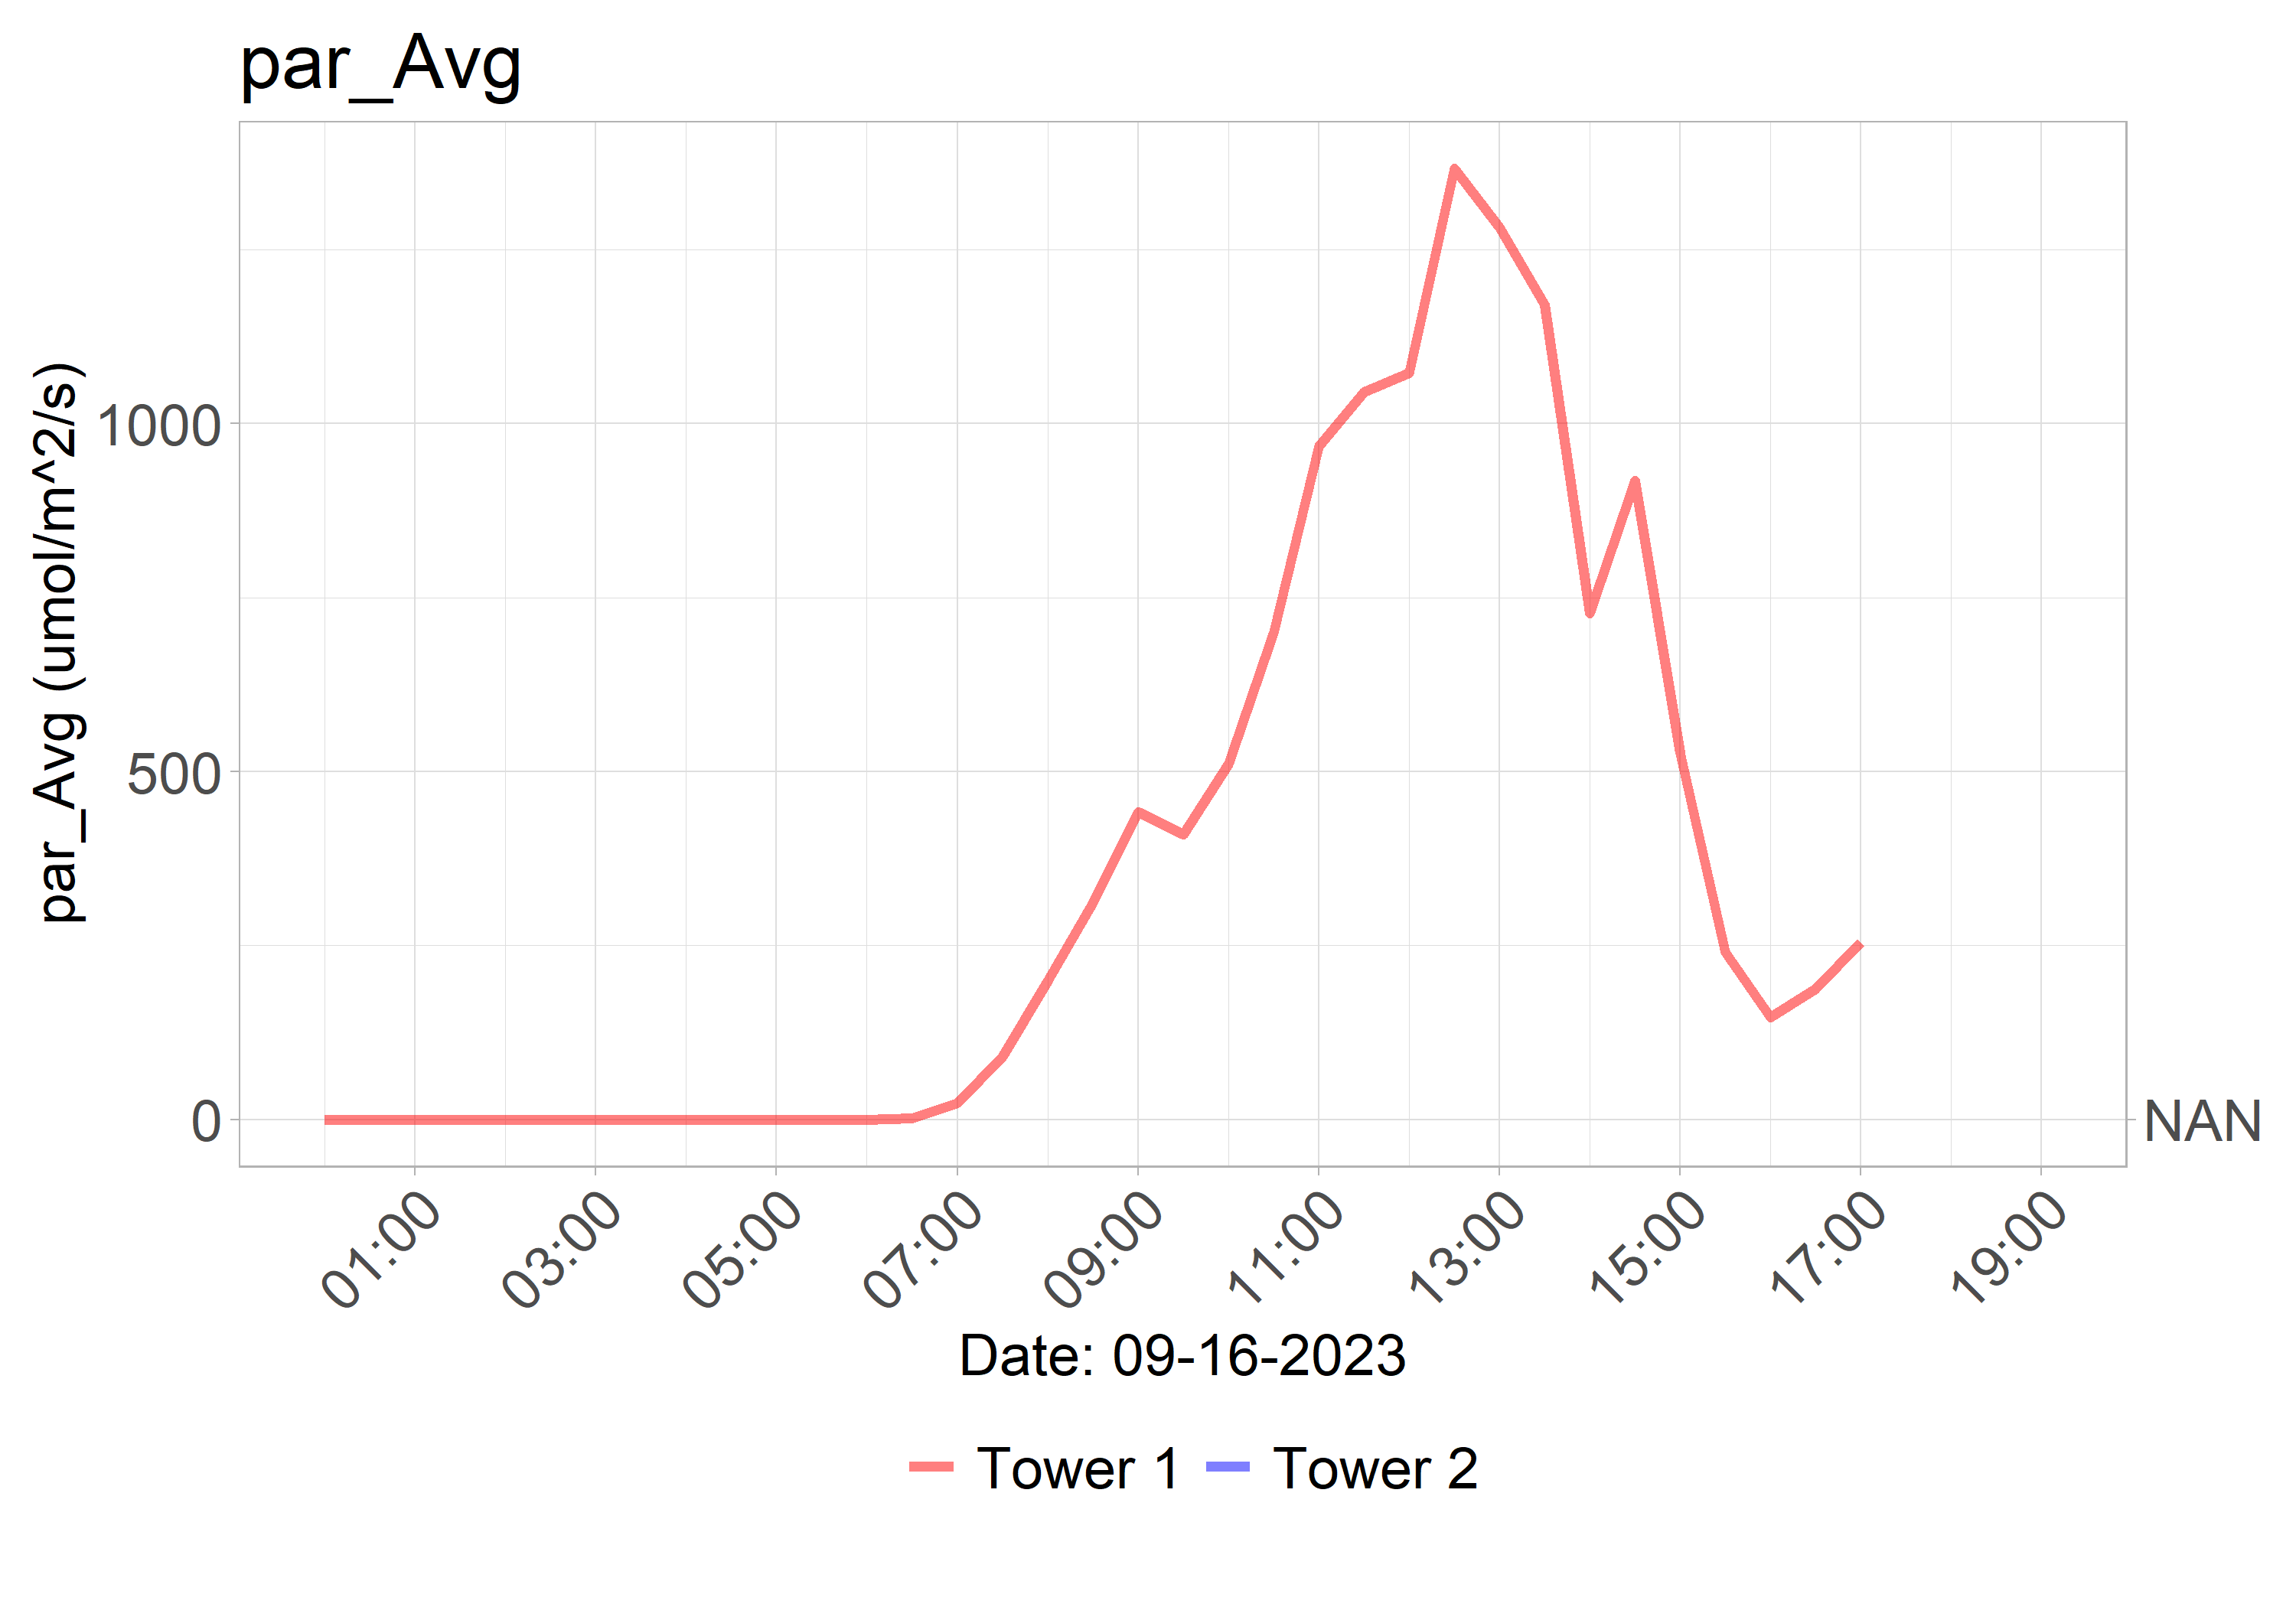 par_Avg
par_Avg (umol/m^2/s)
1000
500
0
NAN
01:00
03:00
05:00
07:00
09:00
11:00
13:00
15:00
17:00
19:00
Date: 09-16-2023
Tower 1
Tower 2